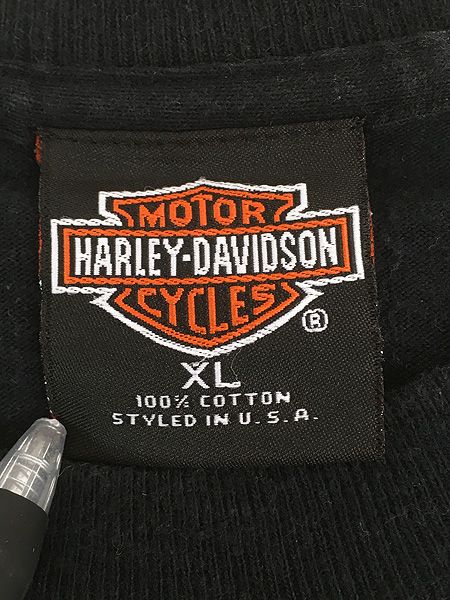 MOTOR
HARLEY-DAVIDSON
CYCLES
®
XL
100% COTTON
STYLED IN U.S.A.